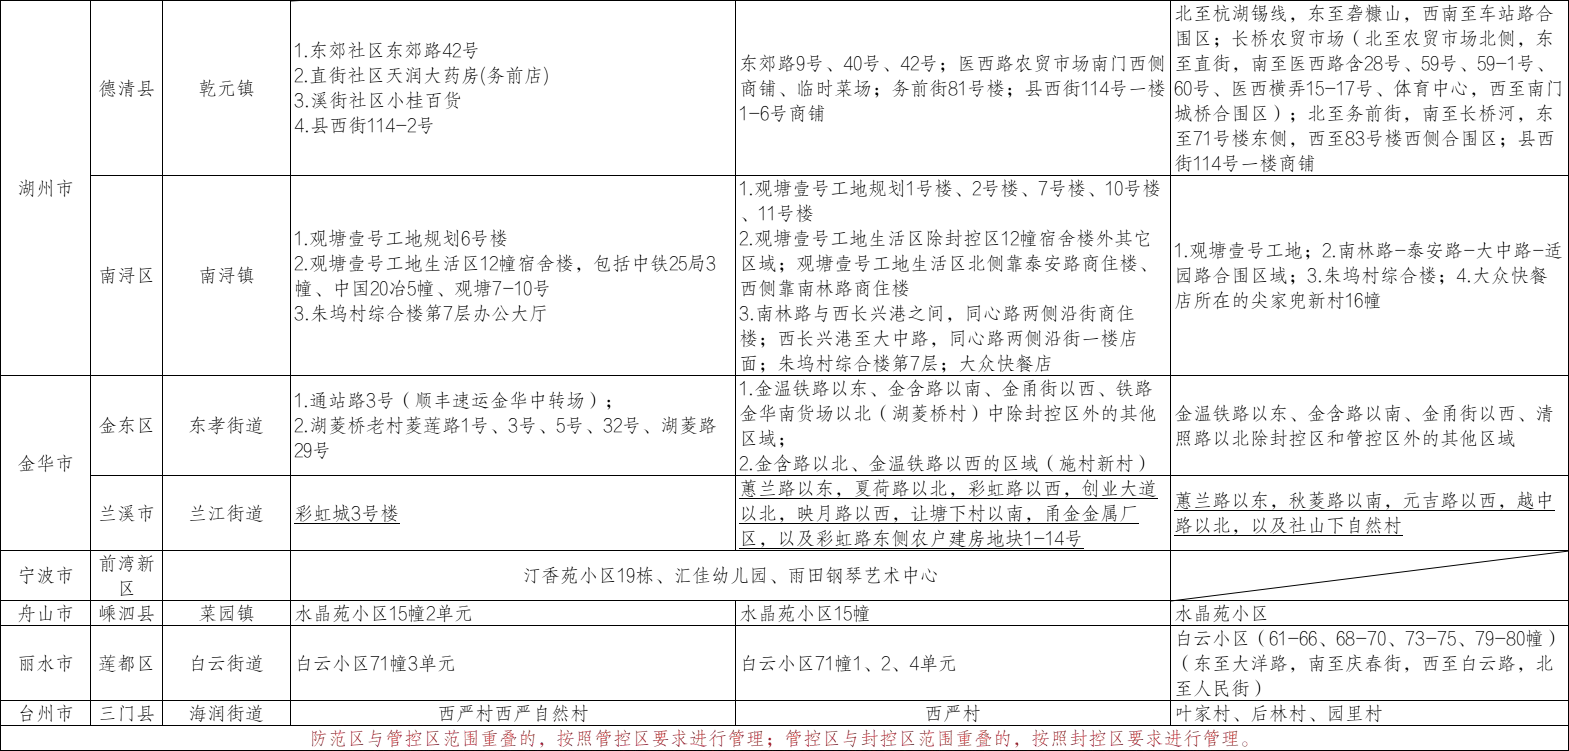 湖州市
德清县
乾元镇
1.东郊社区东郊路42号
2.直街社区天润大药房(务前店)
3.溪街社区小桂百货
4.县西街114-2号
东郊路9号、40号、42号；医西路农贸市场南门西侧
商铺、临时菜场；务前街81号楼；县西街114号一楼
1-6号商铺
北至杭湖锡线，东至砻糠山，西南至车站路合
围区；长桥农贸市场（北至农贸市场北侧，东
至直街，南至医西路含28号、59号、59-1号、
60号、医西横弄15-17号、体育中心，西至南门
城桥合围区）；北至务前街，南至长桥河，东
至71号楼东侧，西至83号楼西侧合围区；县西
街114号一楼商铺
南浔区
南浔镇
1.观塘壹号工地规划6号楼
2.观塘壹号工地生活区12幢宿舍楼，包括中铁25局3
幢、中国20冶5幢、观塘7-10号
3.朱坞村综合楼第7层办公大厅
1.观塘壹号工地规划1号楼、2号楼、7号楼、10号楼
、11号楼
2.观塘壹号工地生活区除封控区12幢宿舍楼外其它
区域；观塘壹号工地生活区北侧靠泰安路商住楼、
西侧靠南林路商住楼
3.南林路与西长兴港之间，同心路两侧沿街商住
楼；西长兴港至大中路，同心路两侧沿街一楼店
面；朱坞村综合楼第7层；大众快餐店
1.观塘壹号工地；2.南林路-泰安路-大中路-适
园路合围区域；3.朱坞村综合楼；4.大众快餐
店所在的尖家兜新村16幢
金华市
金东区
东孝街道
1.通站路3号（顺丰速运金华中转场）；
2.湖菱桥老村菱莲路1号、3号、5号、32号、湖菱路
29号
1.金温铁路以东、金含路以南、金甬街以西、铁路
金华南货场以北（湖菱桥村）中除封控区外的其他
区域；
2.金含路以北、金温铁路以西的区域（施村新村）
金温铁路以东、金含路以南、金甬街以西、清
照路以北除封控区和管控区外的其他区域
兰溪市
兰江街道
彩虹城3号楼
蕙兰路以东，夏荷路以北，彩虹路以西，创业大道
以北，映月路以西，让塘下村以南，甬金金属厂
区，以及彩虹路东侧农户建房地块1-14号
蕙兰路以东，秋菱路以南，元吉路以西，越中
路以北，以及社山下自然村
宁波市
前湾新
区
汀香苑小区19栋、汇佳幼儿园、雨田钢琴艺术中心
舟山市
嵊泗县
菜园镇
水晶苑小区15幢2单元
水晶苑小区15幢
水晶苑小区
丽水市
莲都区
白云街道
白云小区71幢3单元
白云小区71幢1、2、4单元
白云小区（61-66、68-70、73-75、79-80幢）
（东至大洋路，南至庆春街，西至白云路，北
至人民街）
台州市
三门县
海润街道
西严村西严自然村
西严村
叶家村、后林村、园里村
防范区与管控区范围重叠的，按照管控区要求进行管理；管控区与封控区范围重叠的，按照封控区要求进行管理。